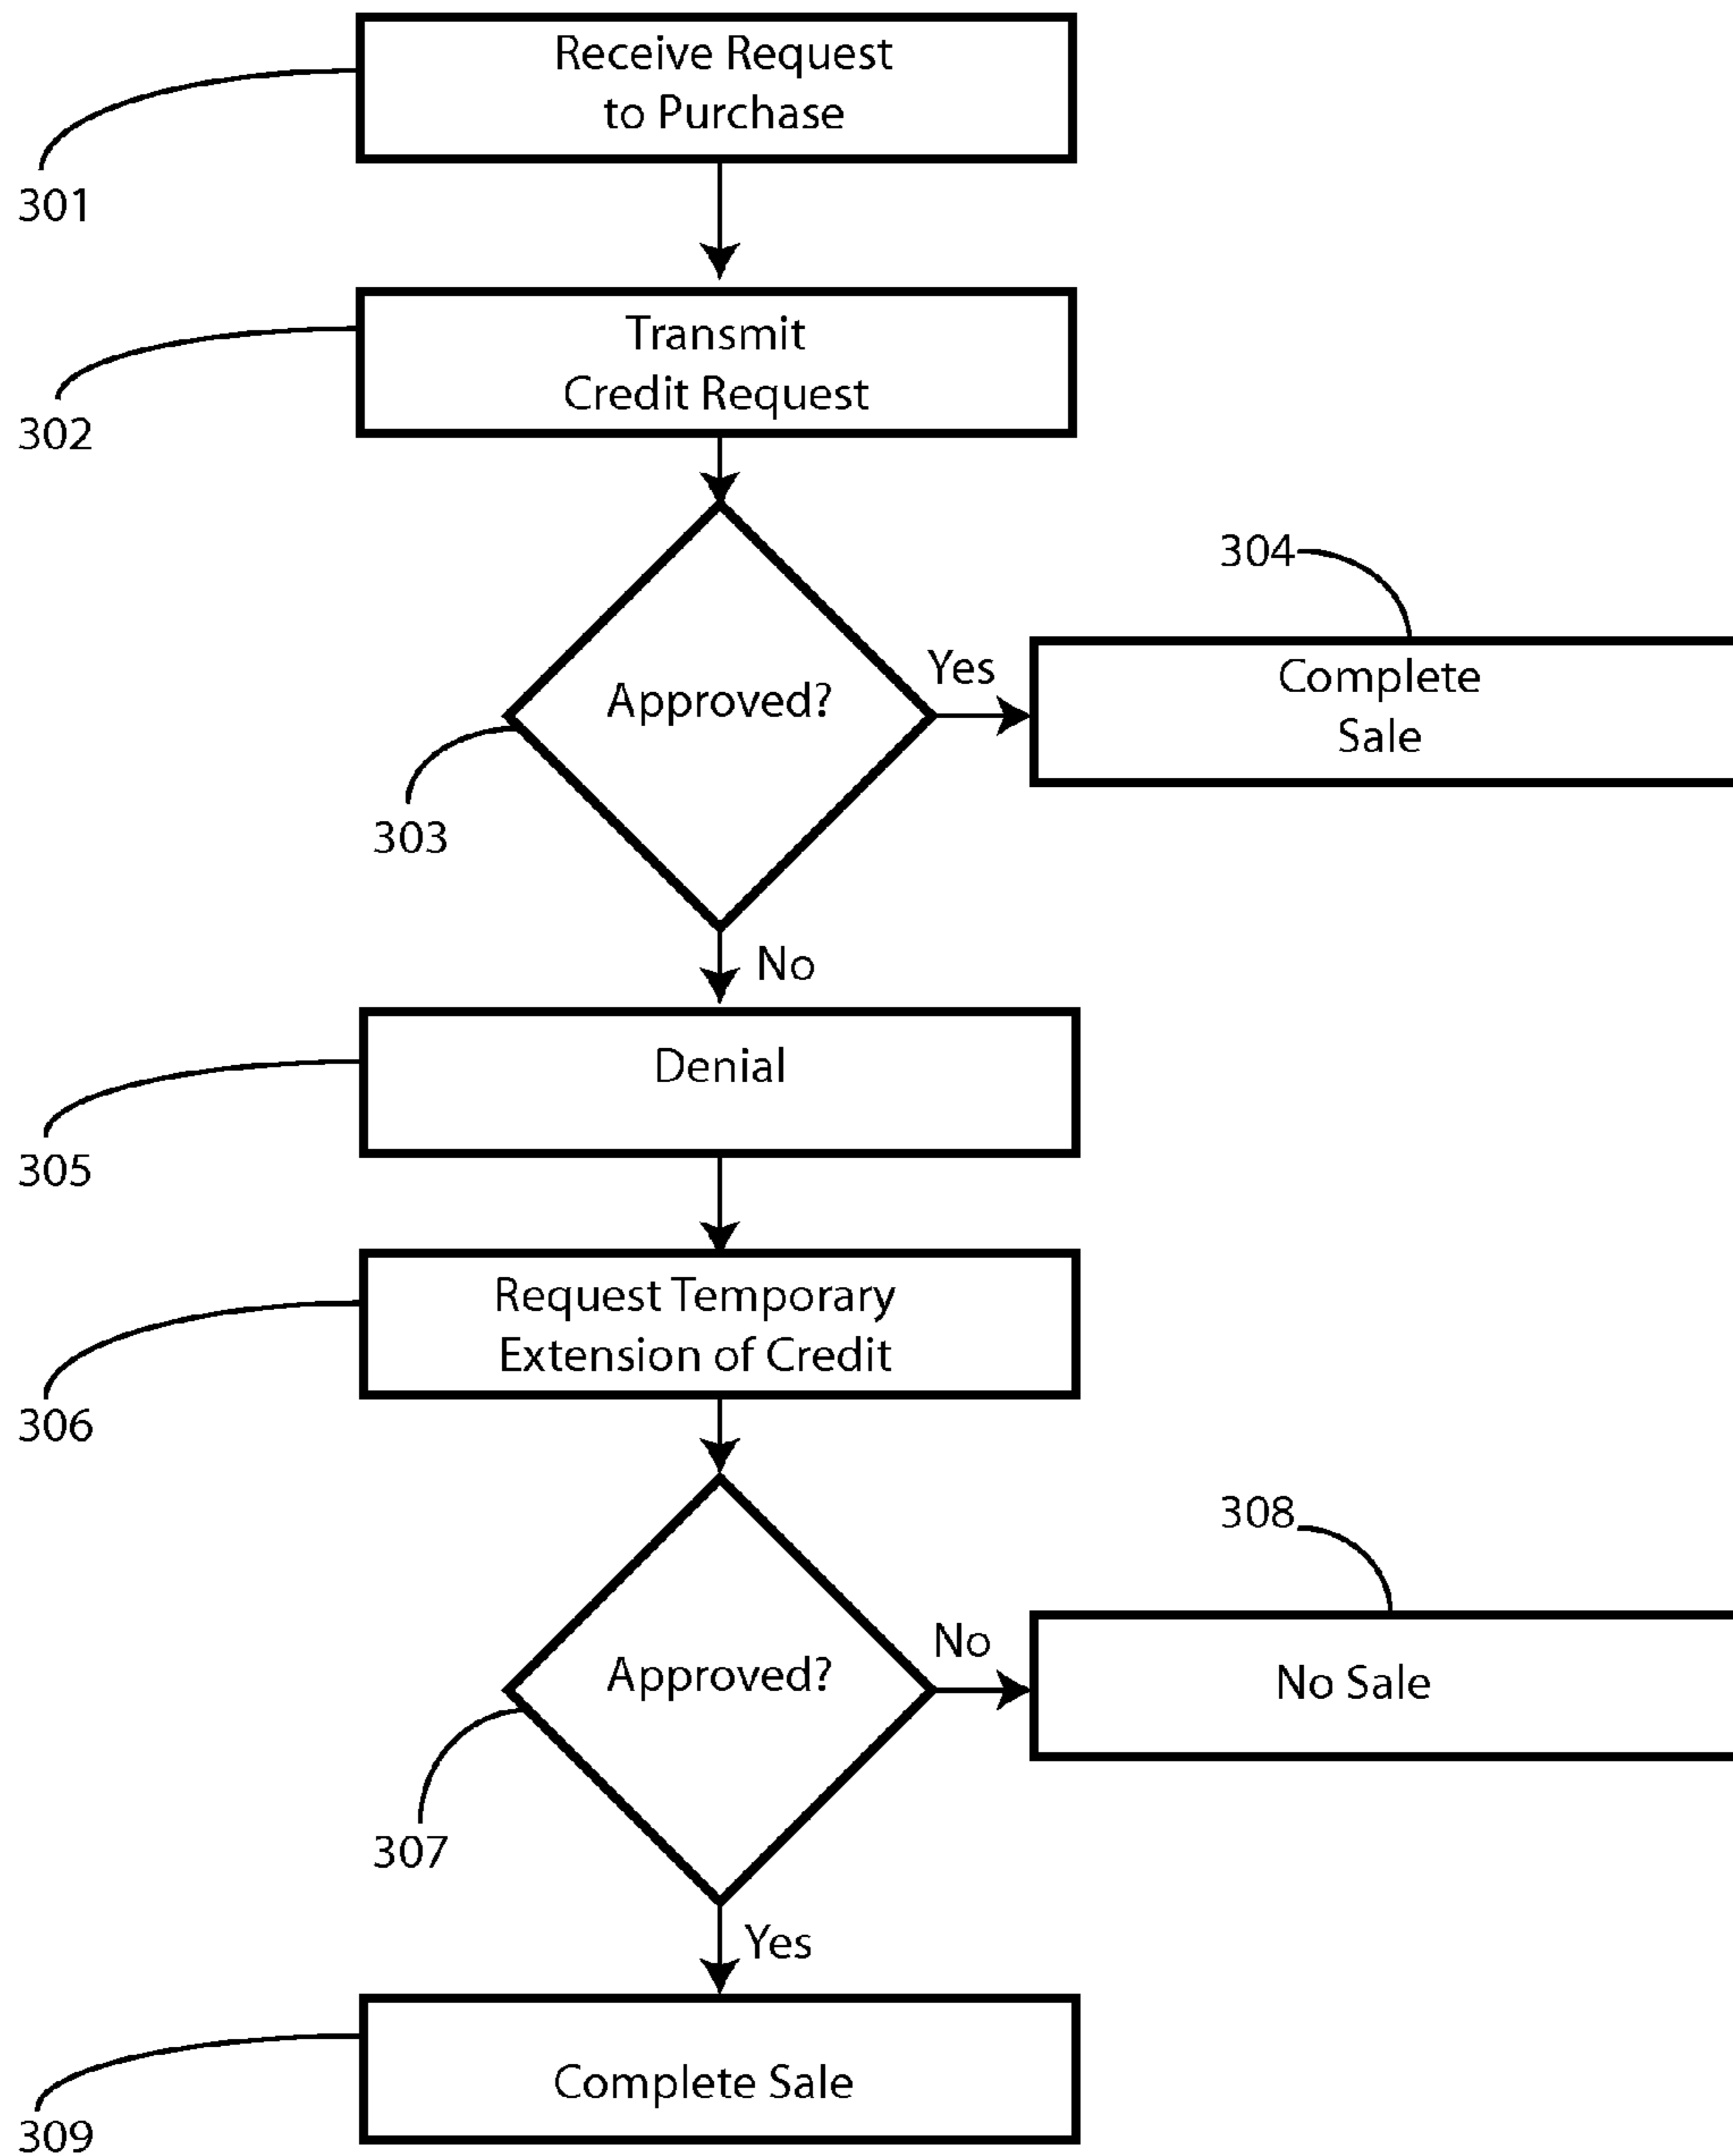 Receive Request
to Purchase
301
Transmit
Credit Request
302
304
Yes
Complete
Sale
Approved?
303
No
Denial
305
Request Temporary
Extension of Credit
306
308
No
No Sale
Approved?
307
Yes
Complete Sale
309